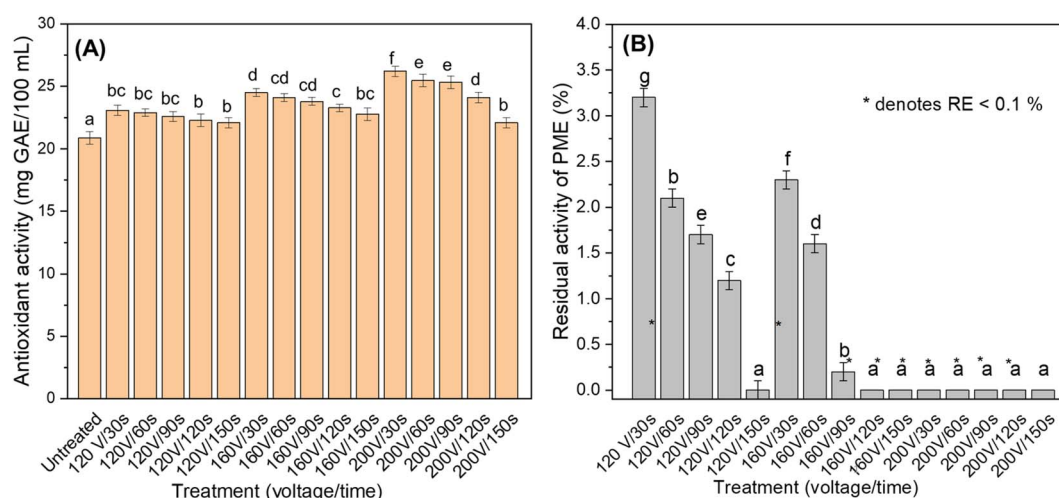 (A)
Antioxidant activity (mg GAE/100 mL)
30
25
20
15
10
5
0
a
bc
bc
bc
b
b
d
cd
cd
c
bc
f
e
e
d
b
Untreated
120 V/30s
120V/60s
120V/90s
120V/120s
120V/150s
160V/30s
160V/60s
160V/90s
160V/120s
160V/150s
200V/30s
200V/60s
200V/90s
200V/120s
200V/150s
Treatment (voltage/time)
(B)
Residual activity of PME (%)
4.0
3.5
3.0
2.5
2.0
1.5
1.0
0.5
0.0
* denotes RE < 0.1 %
g
b
e
c
a
f
d
b
a
a
a
a
a
a
a
*
*
*
*
*
*
*
*
*
120 V/30s
120V/60s
120V/90s
120V/120s
120V/150s
160V/30s
160V/60s
160V/90s
160V/120s
160V/150s
200V/30s
200V/60s
200V/90s
200V/120s
200V/150s
Treatment (voltage/time)